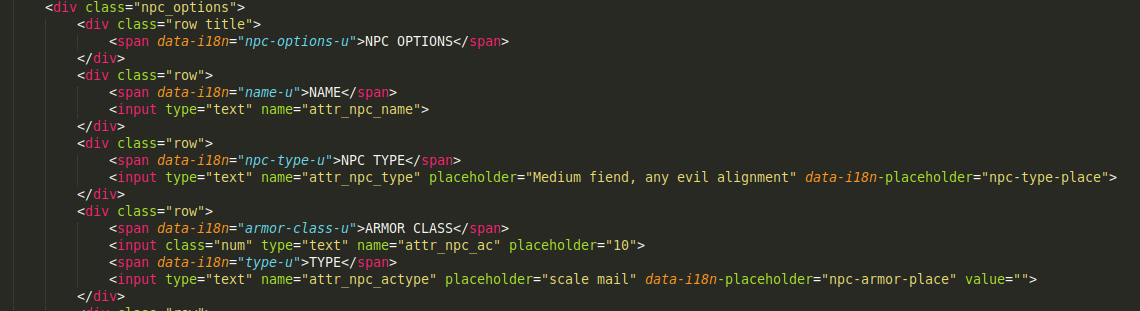 <div class="npc_options">
<div class="row title">
<span data-i18n="npc-options-u">NPC OPTIONS</span>
</div>
<div class="row">
<span data-i18n="name-u">NAME</span>
<input type="text" name="attr_npc_name">
</div>
<div class="row">
<span data-i18n="npc-type-u">NPC TYPE</span>
<input type="text" name="attr_npc_type" placeholder="Medium fiend, any evil alignment" data-i18n-placeholder="npc-type-place">
</div>
<div class="row">
<span data-i18n="armor-class-u">ARMOR CLASS</span>
<input class="num" type="text" name="attr_npc_ac" placeholder="10">
<span data-i18n="type-u">TYPE</span>
<input type="text" name="attr_npc_actype" placeholder="scale mail" data-i18n-placeholder="npc-armor-place" value="">
</div>